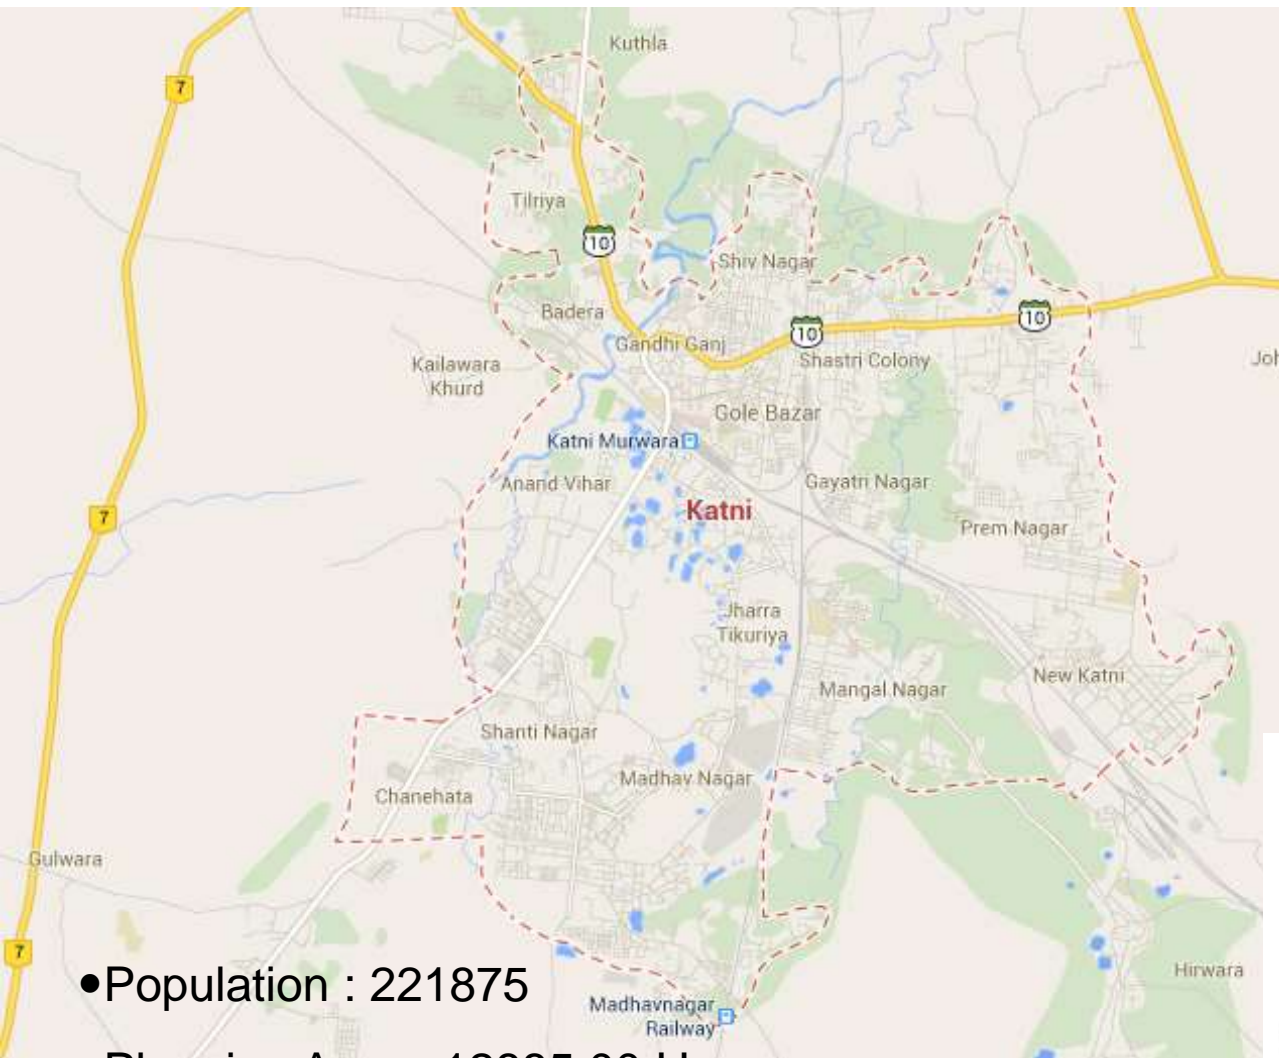 Kuthla
7
Tilriya
10
Shiv Nagar
Badera
10
10
Gandhi Ganj
Shastri Colony
Kailawara
Khurd
Gole Bazar
Katni Murwara
Anand Vihar
Gayatri Nagar
Katni
7
Prem Nagar
Jharra
Tikuriya
New Katni
Mangal Nagar
Shanti Nagar
Madhav Nagar
Chanehata
Gulwara
7
Hirwara
•Population : 221875
Madhavnagar
Railway